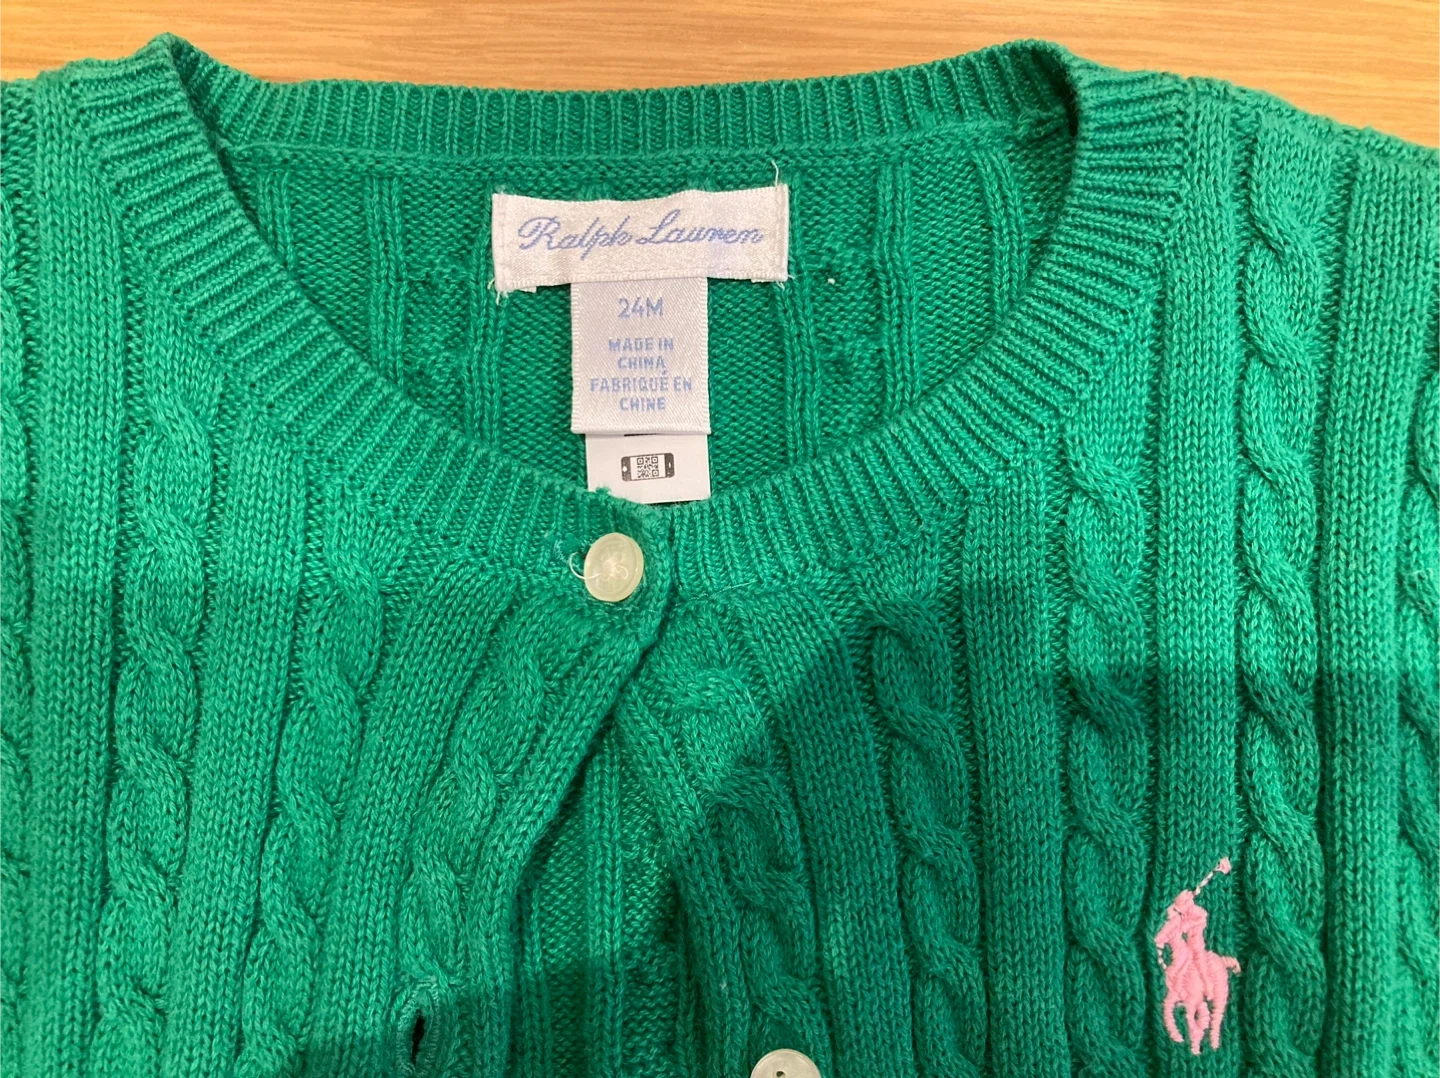 Ralph Lauren
24M
MADE IN
CHINA
FABRIQUÉ EN
CHINE